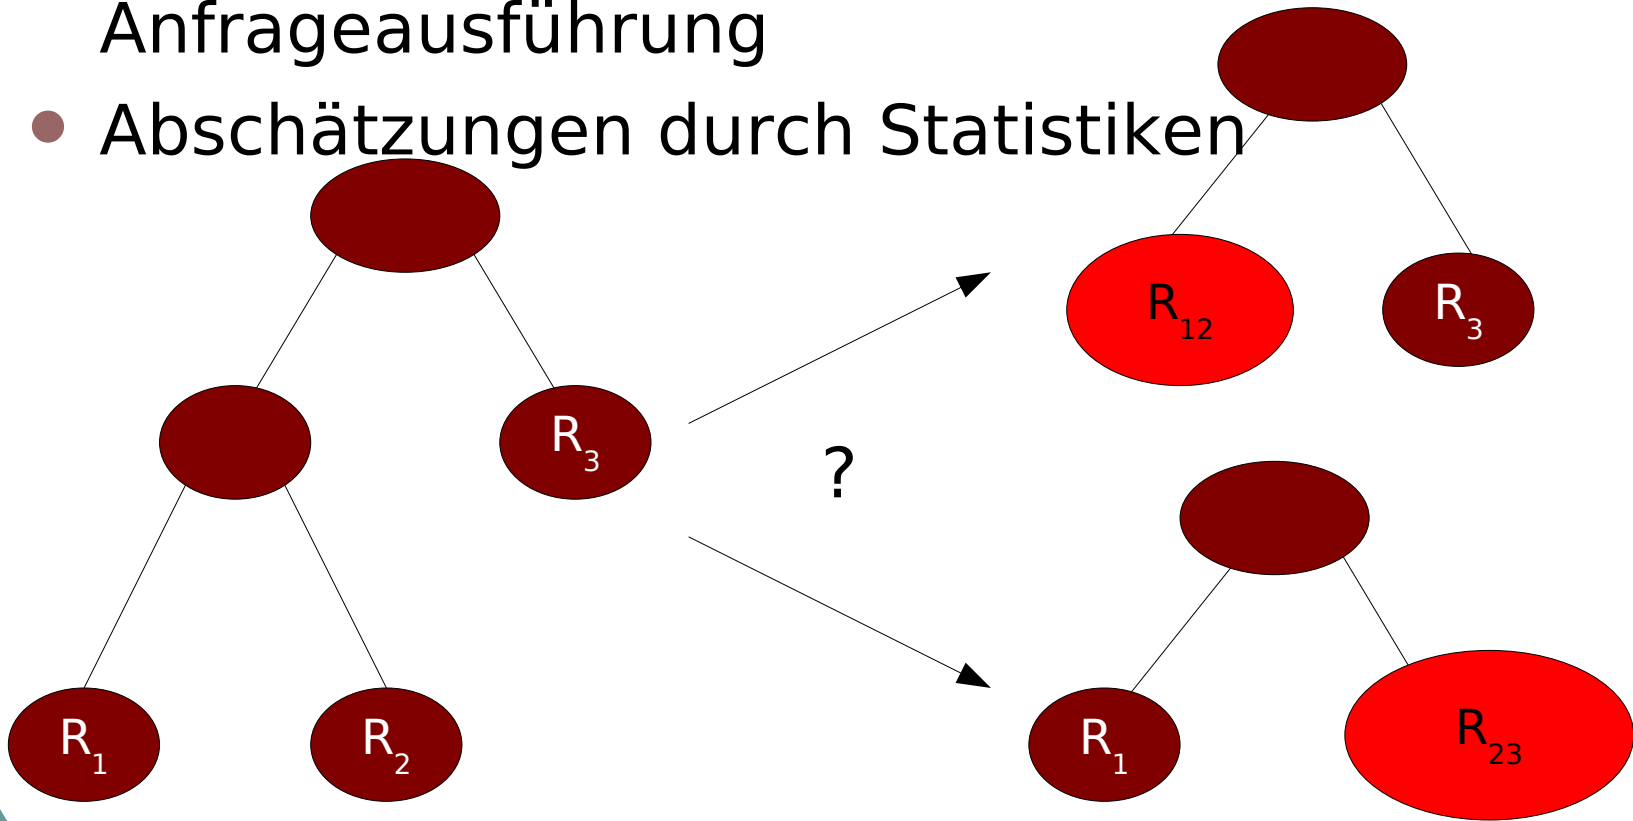 Anfrageausführung
Abschätzungen durch Statistiken
R12
R3
R3
?
R1
R2
R1
R23